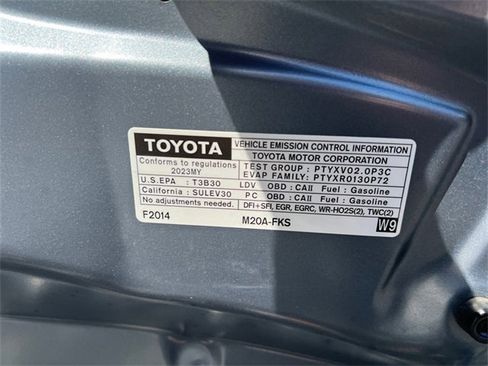 TOYOTA
VEHICLE EMISSION CONTROL INFORMATION
TOYOTA MOTOR CORPORATION
Conforms to regulations
2023MY
TEST GROUP : PTYXV02.0P3C
EVAP FAMILY: PTYXR0130P72
U.S.EPA : T3B30 LDV OBD : CAII Fuel : Gasoline
California : SULEV30 PC OBD : CAII Fuel : Gasoline
No adjustments needed. DFI+SFI, EGR, EGRC, WR-HO2S(2), TWC(2)
F2014 M20A-FKS W9